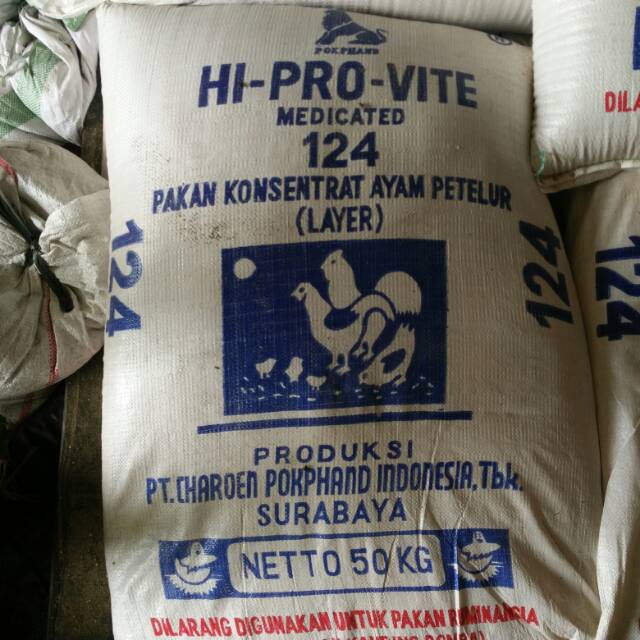 POKPHAND
HI-PRO-VITE
MEDICATED
124
PAKAN KONSENTRAT AYAM PETELUR
(LAYER)
124
124
124
PRODUKSI
PT. CHAROEN POKPHAND INDONESIA, Tbk.
SURABAYA
NETTO 50 KG
DILARANG DIGUNAKAN UNTUK PAKAN RUMINANSIA
DILA